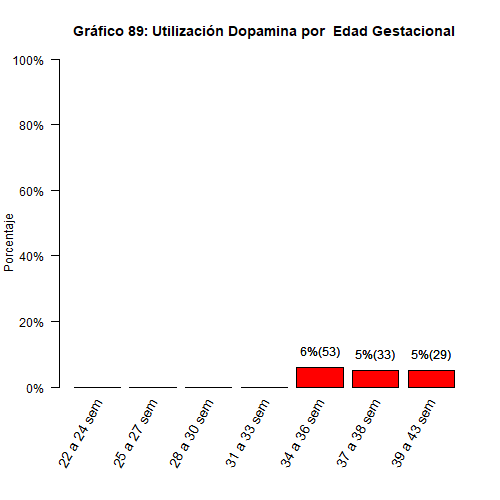 Gráfico 89: Utilización Dopamina por  Edad Gestacional
Porcentaje
100%
80%
60%
40%
20%
0%
6%(53)
5%(33)
5%(29)
22 a 24 sem
25 a 27 sem
28 a 30 sem
31 a 33 sem
34 a 36 sem
37 a 38 sem
39 a 43 sem